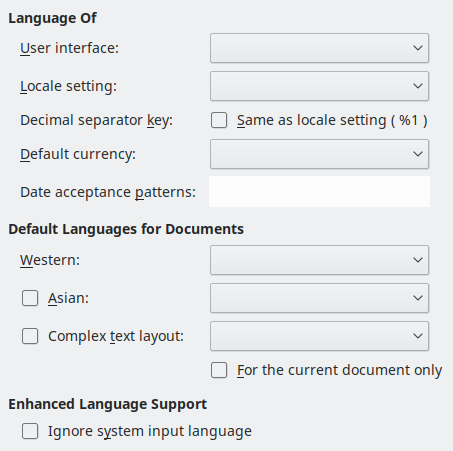 Language Of
User interface:
Locale setting:
Decimal separator key: Same as locale setting ( %1 )
Default currency:
Date acceptance patterns:
Default Languages for Documents
Western:
Asian:
Complex text layout:
For the current document only
Enhanced Language Support
Ignore system input language